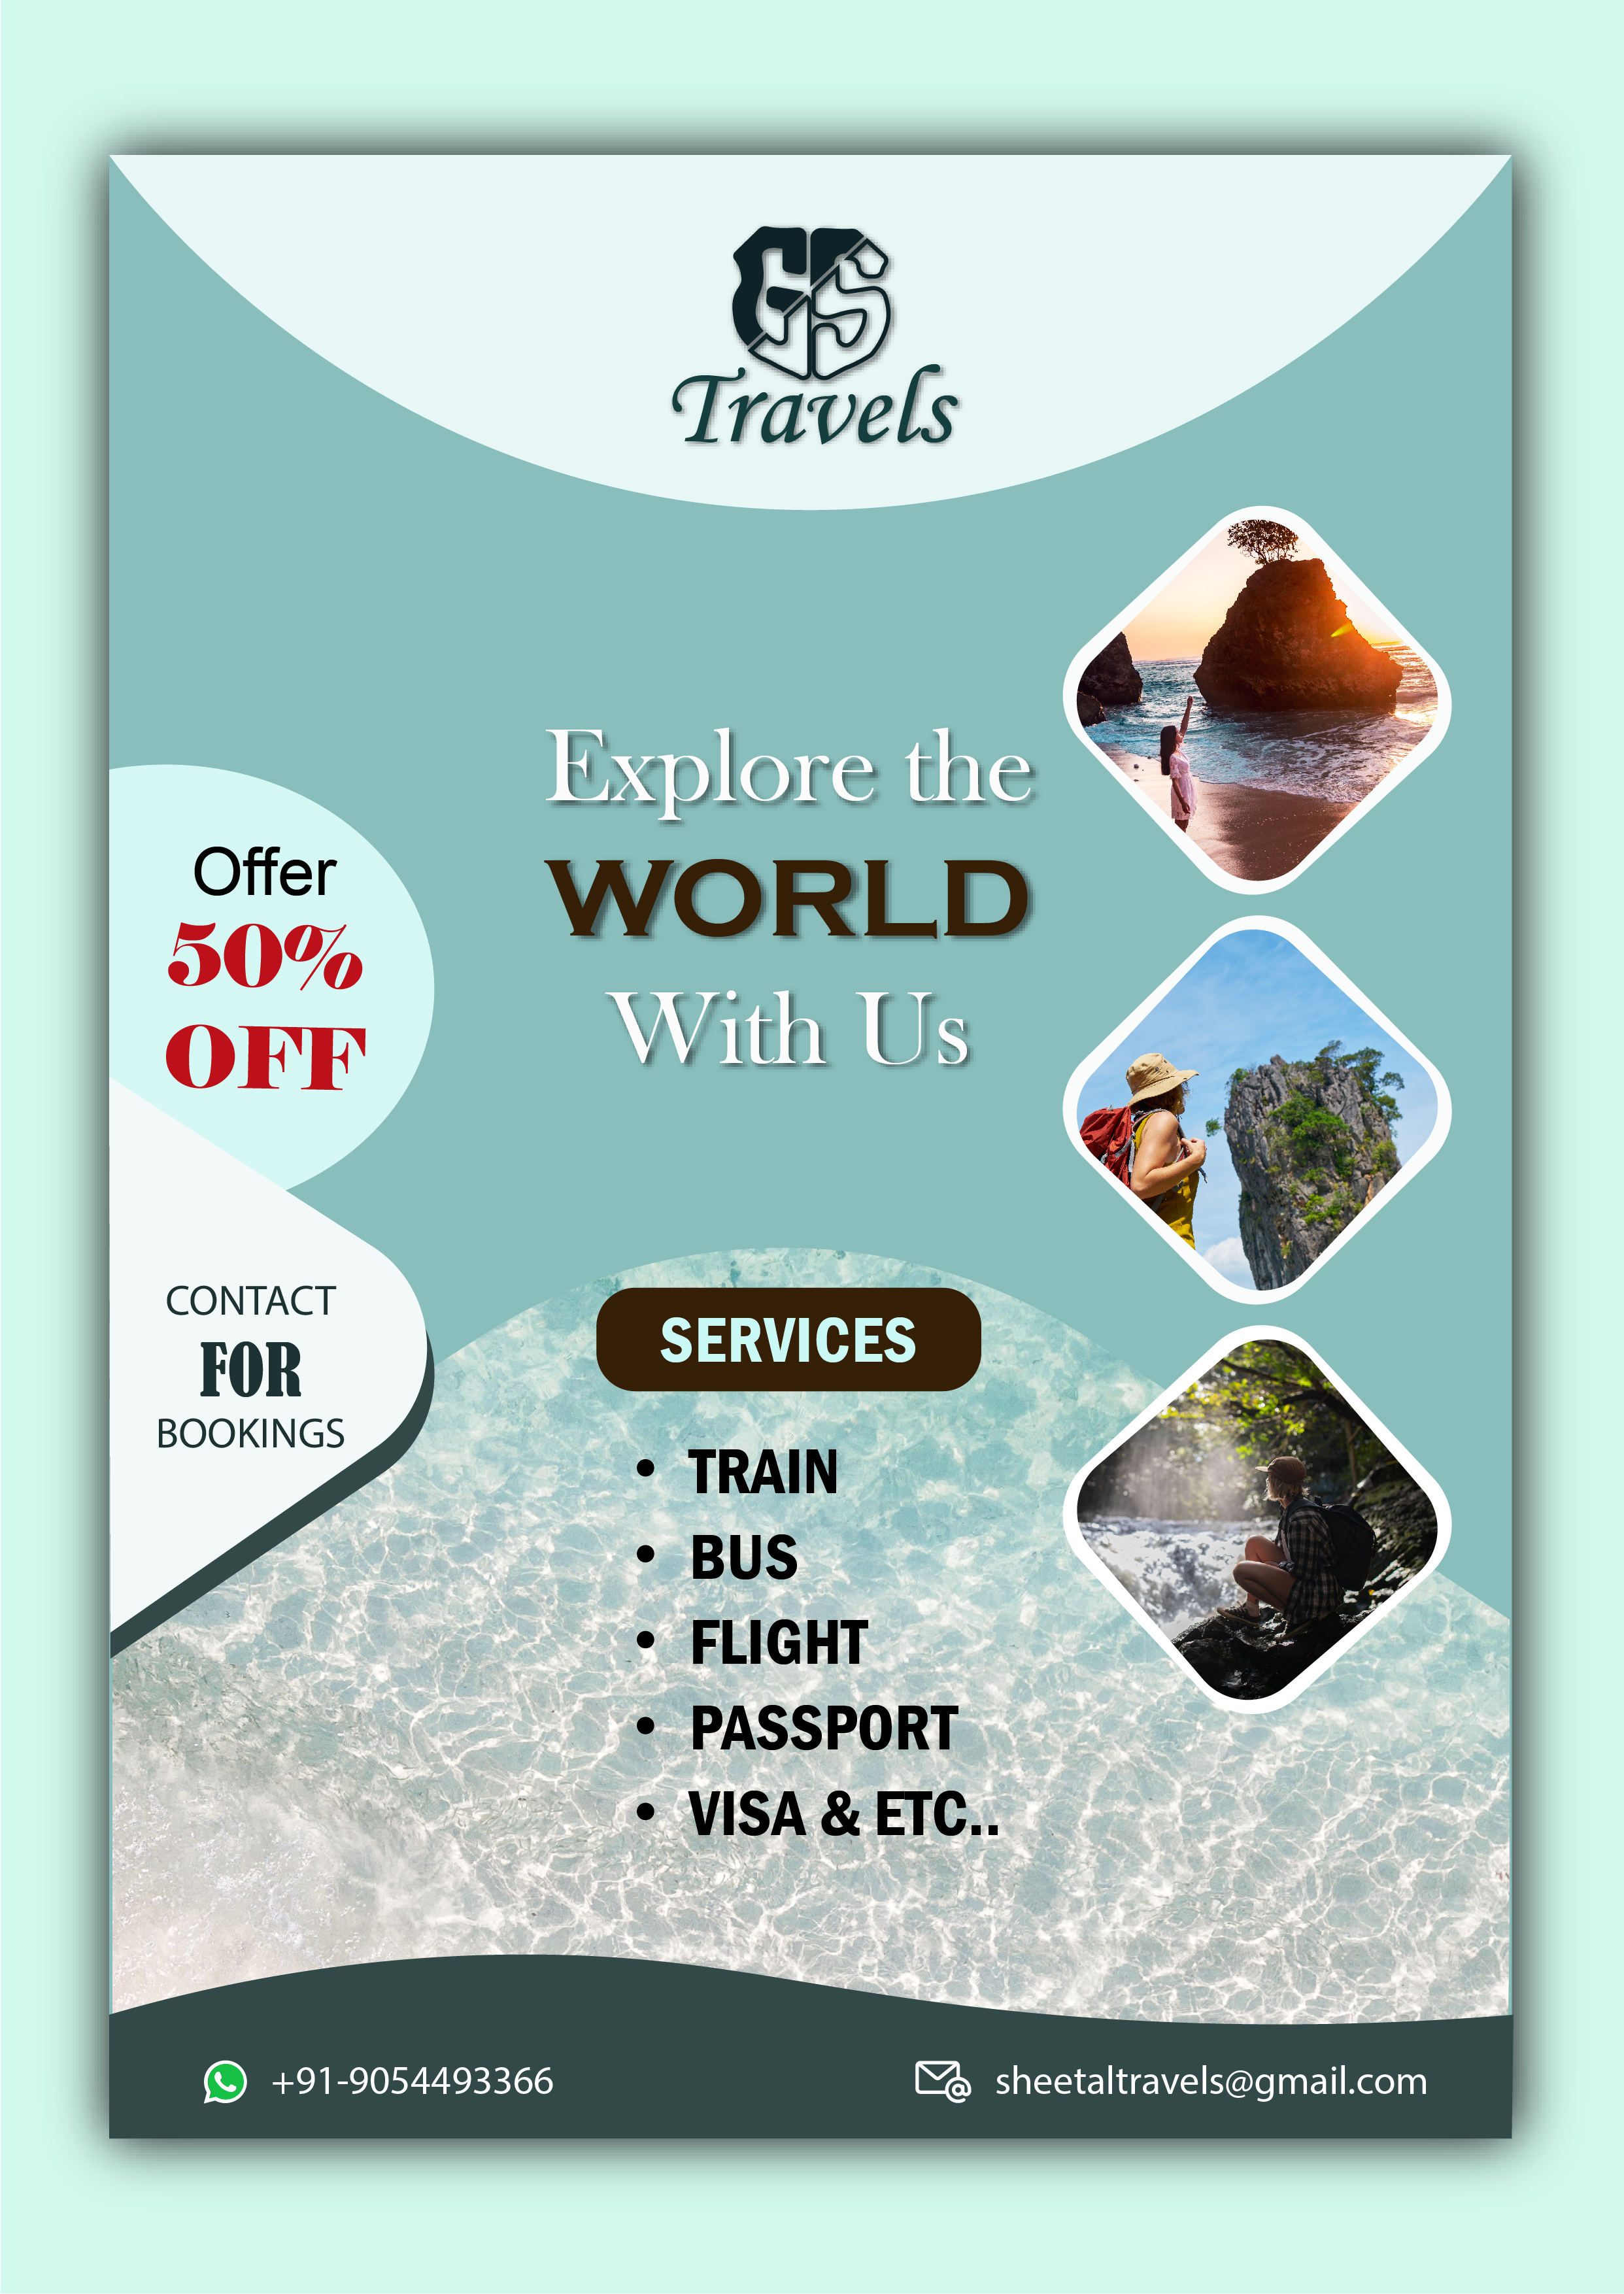 GS
Travels
Explore the
WORLD
With Us
Offer
50%
OFF
CONTACT
FOR
BOOKINGS
SERVICES
• TRAIN
• BUS
• FLIGHT
• PASSPORT
• VISA & ETC..
+91-9054493366
sheetaltravels@gmail.com